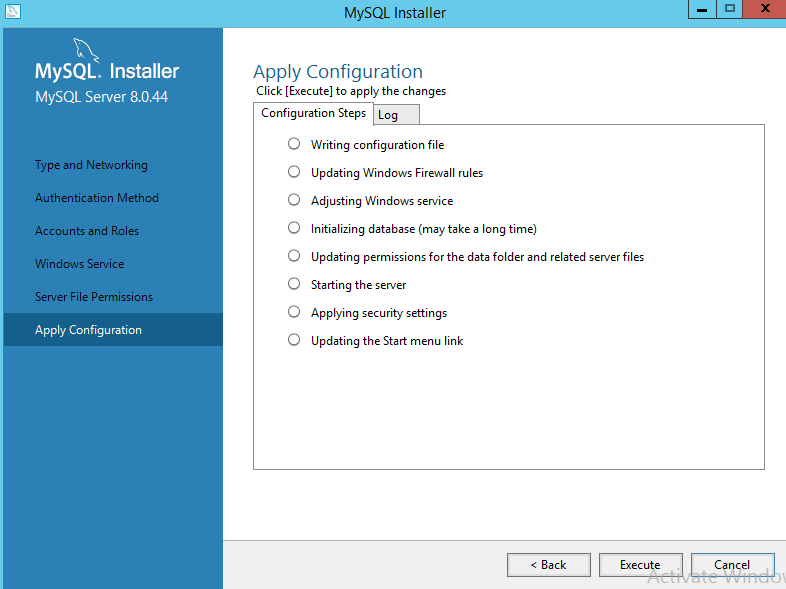 MySQL Installer
MySQL. Installer
MySQL Server 8.0.44
Type and Networking
Authentication Method
Accounts and Roles
Windows Service
Server File Permissions
Apply Configuration
Apply Configuration
Click [Execute] to apply the changes
Configuration Steps
Log
Writing configuration file
Updating Windows Firewall rules
Adjusting Windows service
Initializing database (may take a long time)
Updating permissions for the data folder and related server files
Starting the server
Applying security settings
Updating the Start menu link
< Back
Execute
Cancel
Activate Window